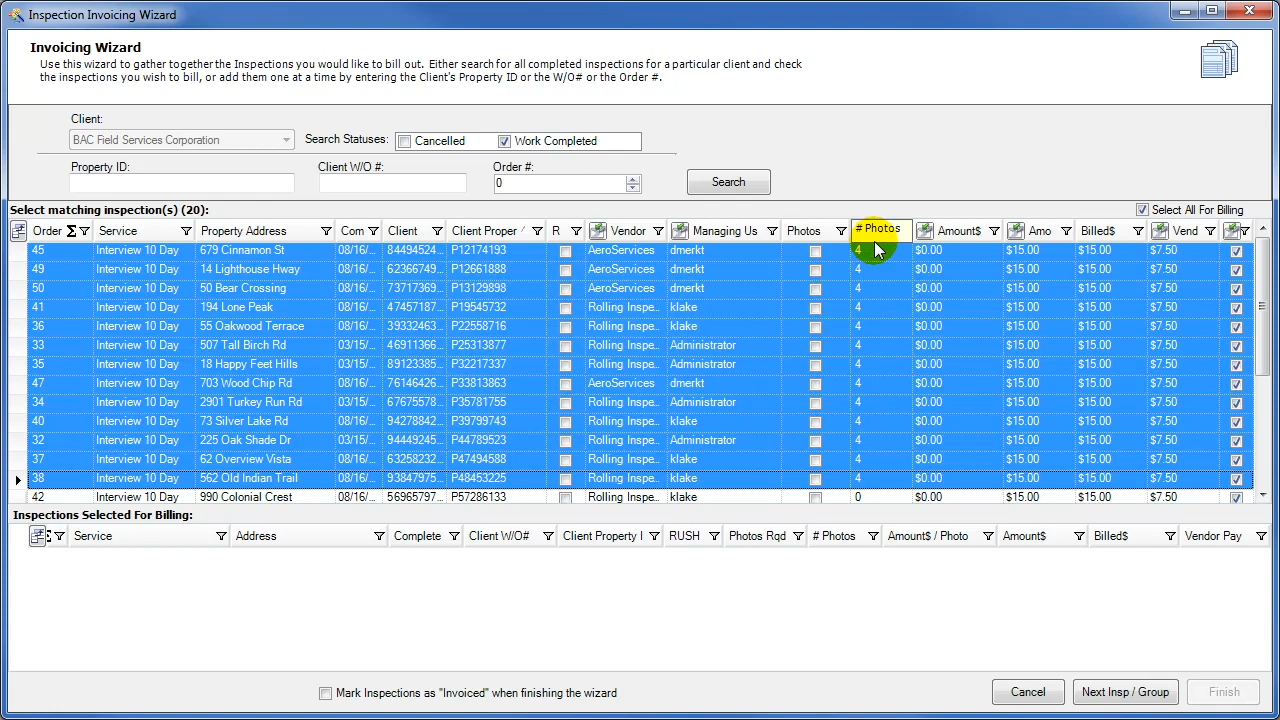 Inspection Invoicing Wizard
Invoicing Wizard
Use this wizard to gather together the Inspections you would like to bill out. Either search for all completed inspections for a particular client and check
the inspections you wish to bill, or add them one at a time by entering the Client's Property ID or the W/O# or the Order #.
Client:
BAC Field Services Corporation Search Statuses: Cancelled Work Completed
Property ID: Client W/O #: Order #:
0 Search
Select matching inspection(s) (20): Select All For Billing
Order Σ Service Property Address Com Client Client Proper R Vendor Managing Us Photos # Photos Amount$ Amo Billed$ Vend
45 Interview 10 Day 679 Cinnamon St 08/16/... 84494524... P12174193 AeroServices dmerkt 4 $0.00 $15.00 $15.00 $7.50
49 Interview 10 Day 14 Lighthouse Hway 08/16/... 62366749... P12661888 AeroServices dmerkt 4 $0.00 $15.00 $15.00 $7.50
50 Interview 10 Day 50 Bear Crossing 08/16/... 73717369... P13129898 AeroServices dmerkt 4 $0.00 $15.00 $15.00 $7.50
41 Interview 10 Day 194 Lone Peak 08/16/... 47457187... P19545732 Rolling Inspe... klake 4 $0.00 $15.00 $15.00 $7.50
36 Interview 10 Day 55 Oakwood Terrace 08/16/... 39332463... P22558716 Rolling Inspe... klake 4 $0.00 $15.00 $15.00 $7.50
33 Interview 10 Day 507 Tall Birch Rd 03/15/... 46911366... P25313877 Rolling Inspe... Administrator 4 $0.00 $15.00 $15.00 $7.50
35 Interview 10 Day 18 Happy Feet Hills 03/15/... 89123385... P32217337 Rolling Inspe... Administrator 4 $0.00 $15.00 $15.00 $7.50
47 Interview 10 Day 703 Wood Chip Rd 08/16/... 76146426... P33813863 AeroServices dmerkt 4 $0.00 $15.00 $15.00 $7.50
34 Interview 10 Day 2901 Turkey Run Rd 03/15/... 67675578... P35781755 Rolling Inspe... Administrator 4 $0.00 $15.00 $15.00 $7.50
40 Interview 10 Day 73 Silver Lake Rd 08/16/... 94278842... P39799743 Rolling Inspe... klake 4 $0.00 $15.00 $15.00 $7.50
32 Interview 10 Day 225 Oak Shade Dr 03/15/... 94449245... P44789523 Rolling Inspe... Administrator 4 $0.00 $15.00 $15.00 $7.50
37 Interview 10 Day 62 Overview Vista 08/16/... 63258232... P47494588 Rolling Inspe... klake 4 $0.00 $15.00 $15.00 $7.50
38 Interview 10 Day 562 Old Indian Trail 08/16/... 93847975... P48453225 Rolling Inspe... klake 4 $0.00 $15.00 $15.00 $7.50
42 Interview 10 Day 990 Colonial Crest 08/16/... 56965797... P57286133 Rolling Inspe... klake 0 $0.00 $15.00 $15.00 $7.50
Inspections Selected For Billing:
Service Address Complete Client W/O# Client Property I RUSH Photos Rqd # Photos Amount$ / Photo Amount$ Billed$ Vendor Pay
Mark Inspections as "Invoiced" when finishing the wizard Cancel Next Insp / Group Finish